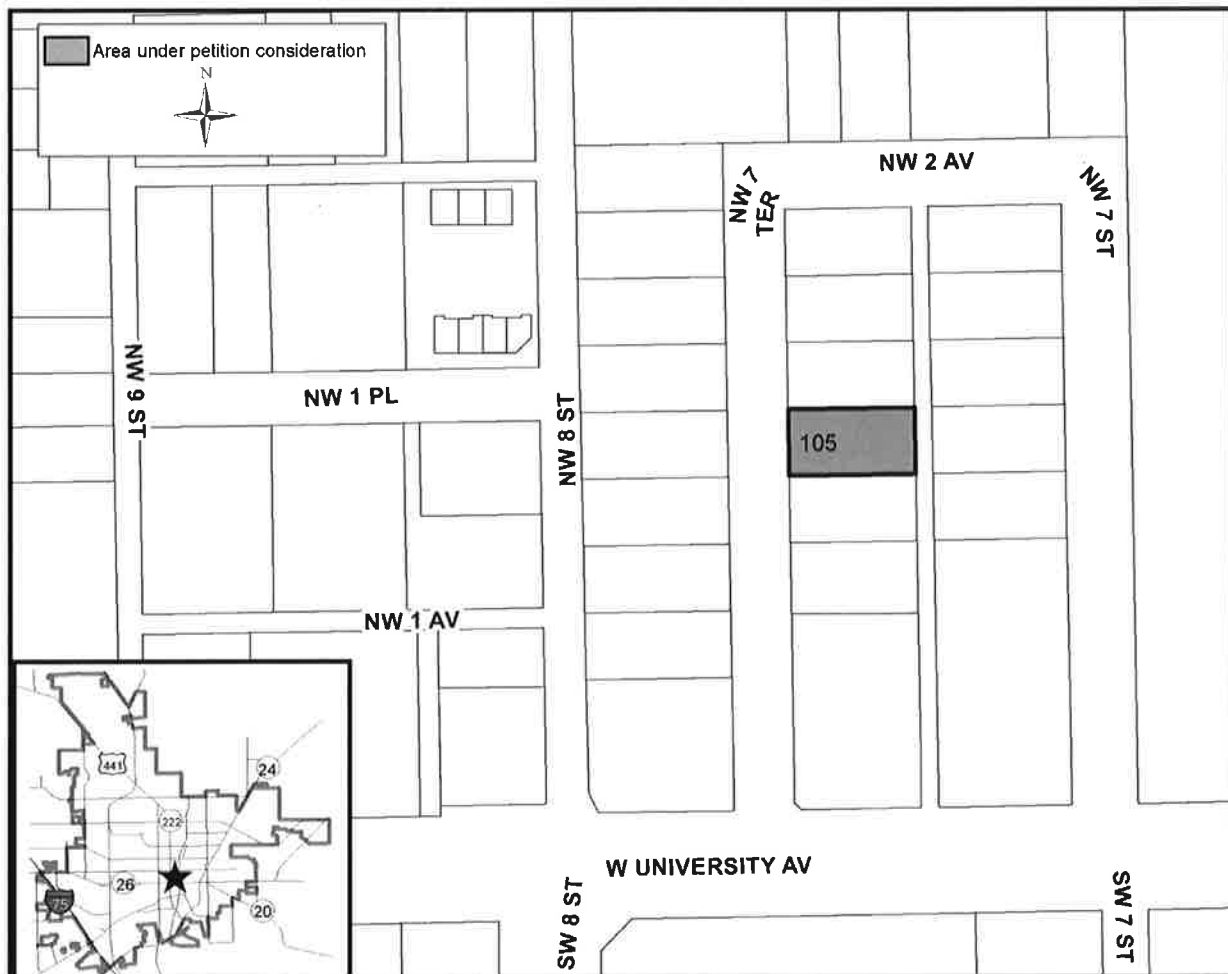 Area under petition consideration
N
NW 2 AV
NW 7
TER
NW 7 ST
NW 9 ST
NW 1 PL
NW 8 ST
105
NW 1 AV
441
24
222
26
75
20
W UNIVERSITY AV
SW 8 ST
SW 7 ST